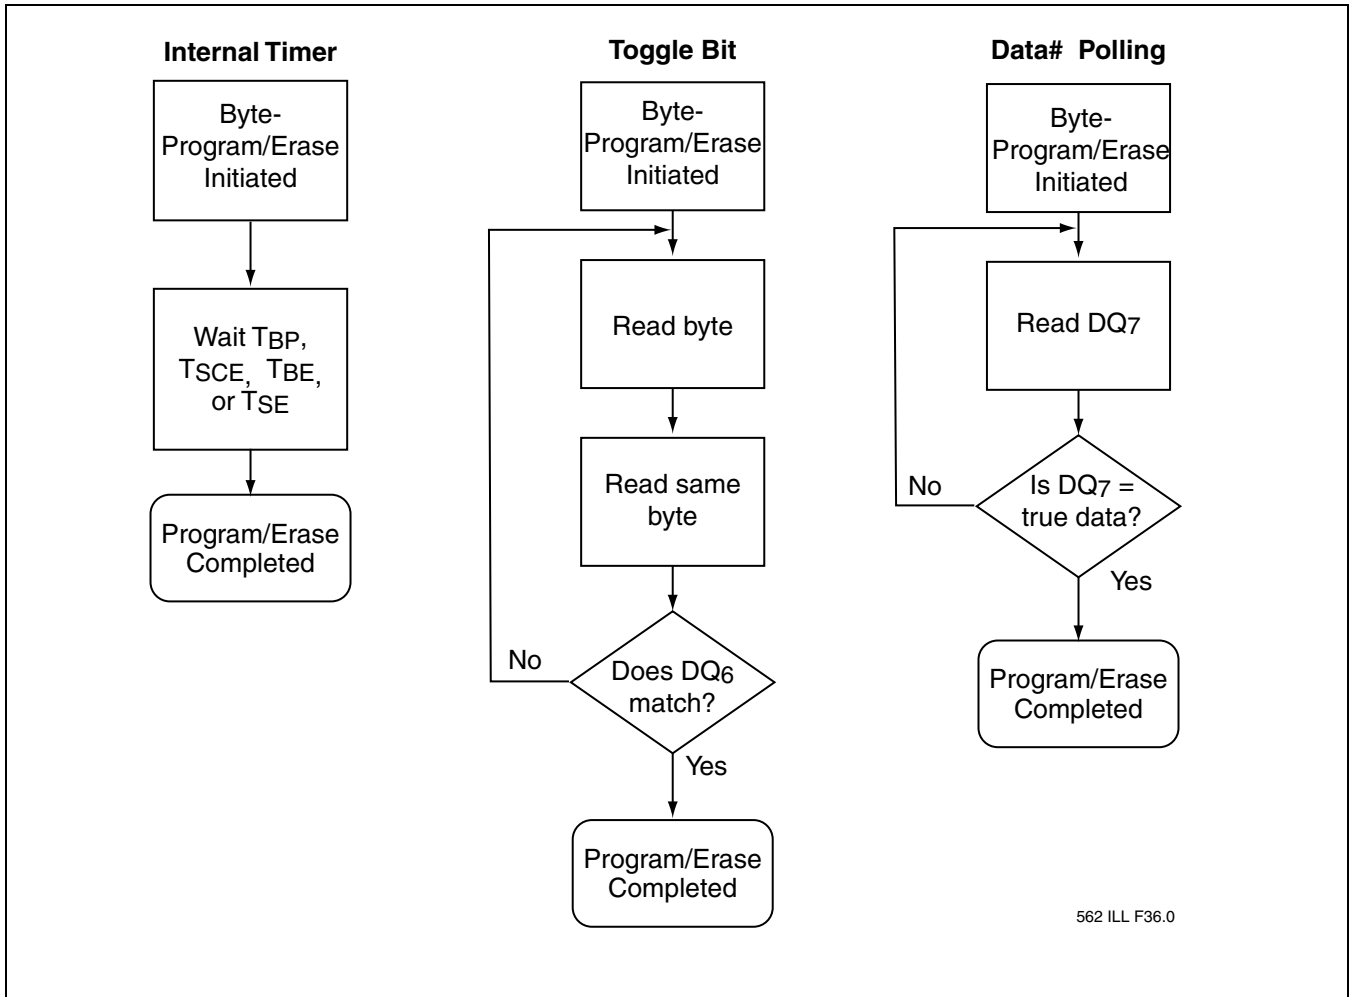 Internal Timer
Byte-
Program/Erase
Initiated
Wait TBP,
TSCE, TBE,
or TSE
Program/Erase
Completed
Toggle Bit
Byte-
Program/Erase
Initiated
Read byte
Read same
byte
No
Does DQ6
match?
Yes
Program/Erase
Completed
Data# Polling
Byte-
Program/Erase
Initiated
Read DQ7
No
Is DQ7 =
true data?
Yes
Program/Erase
Completed
562 ILL F36.0